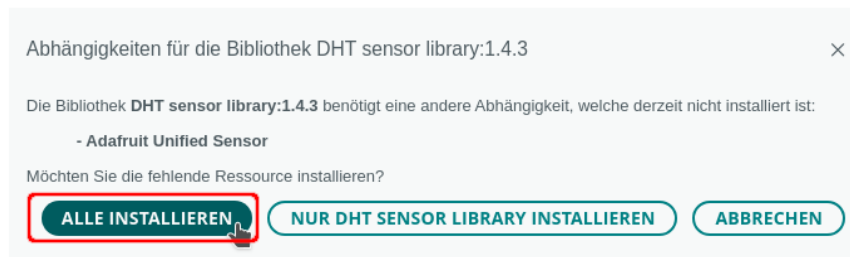 Abhängigkeiten für die Bibliothek DHT sensor library:1.4.3
Die Bibliothek DHT sensor library:1.4.3 benötigt eine andere Abhängigkeit, welche derzeit nicht installiert ist:
- Adafruit Unified Sensor
Möchten Sie die fehlende Ressource installieren?
ALLE INSTALLIEREN NUR DHT SENSOR LIBRARY INSTALLIEREN ABBRECHEN